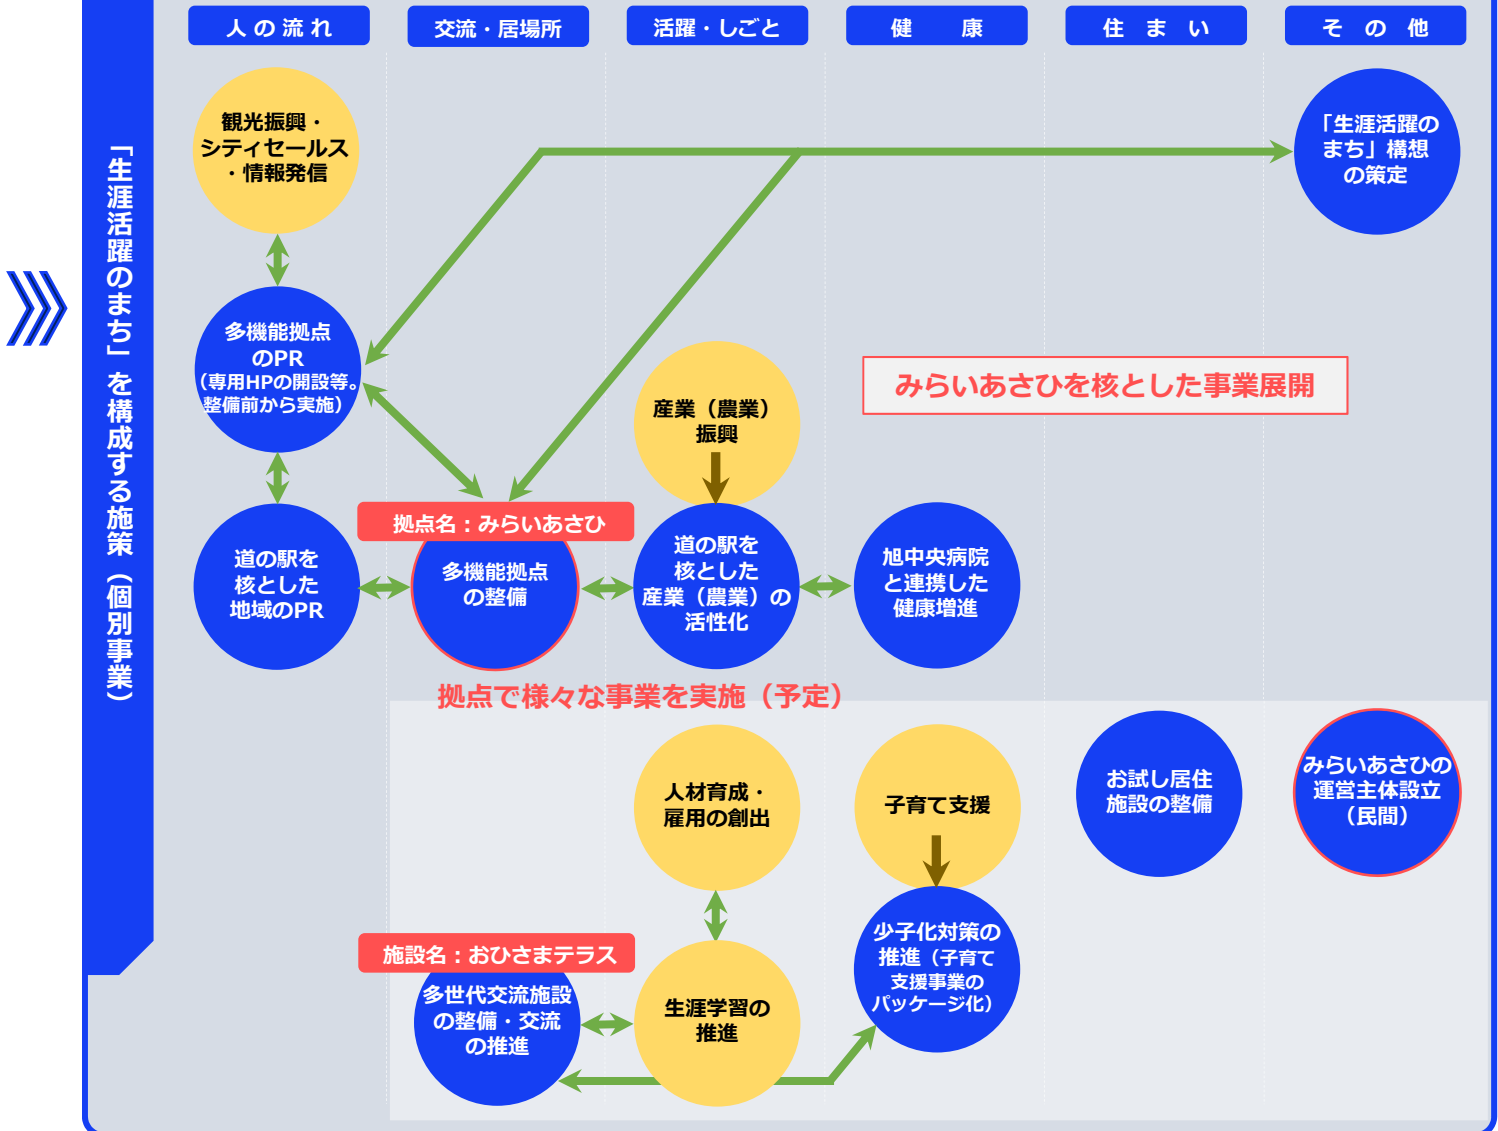 人の流れ
交流・居場所
活躍・しごと
健　康
住まい
その他
「生涯活躍のまち」を構成する施策（個別事業）
観光振興・
シティセールス
・情報発信
「生涯活躍の
まち」構想
の策定
多機能拠点
のPR
（専用HPの開設等。
整備前から実施）
産業（農業）
振興
みらいあさひを核とした事業展開
道の駅を
核とした
地域のPR
拠点名：みらいあさひ
多機能拠点
の整備
道の駅を
核とした
産業（農業）の
活性化
旭中央病院
と連携した
健康増進
拠点で様々な事業を実施（予定）
人材育成・
雇用の創出
子育て支援
お試し居住
施設の整備
みらいあさひの
運営主体設立
（民間）
施設名：おひさまテラス
多世代交流施設
の整備・交流
の推進
生涯学習の
推進
少子化対策の
推進（子育て
支援事業の
パッケージ化）